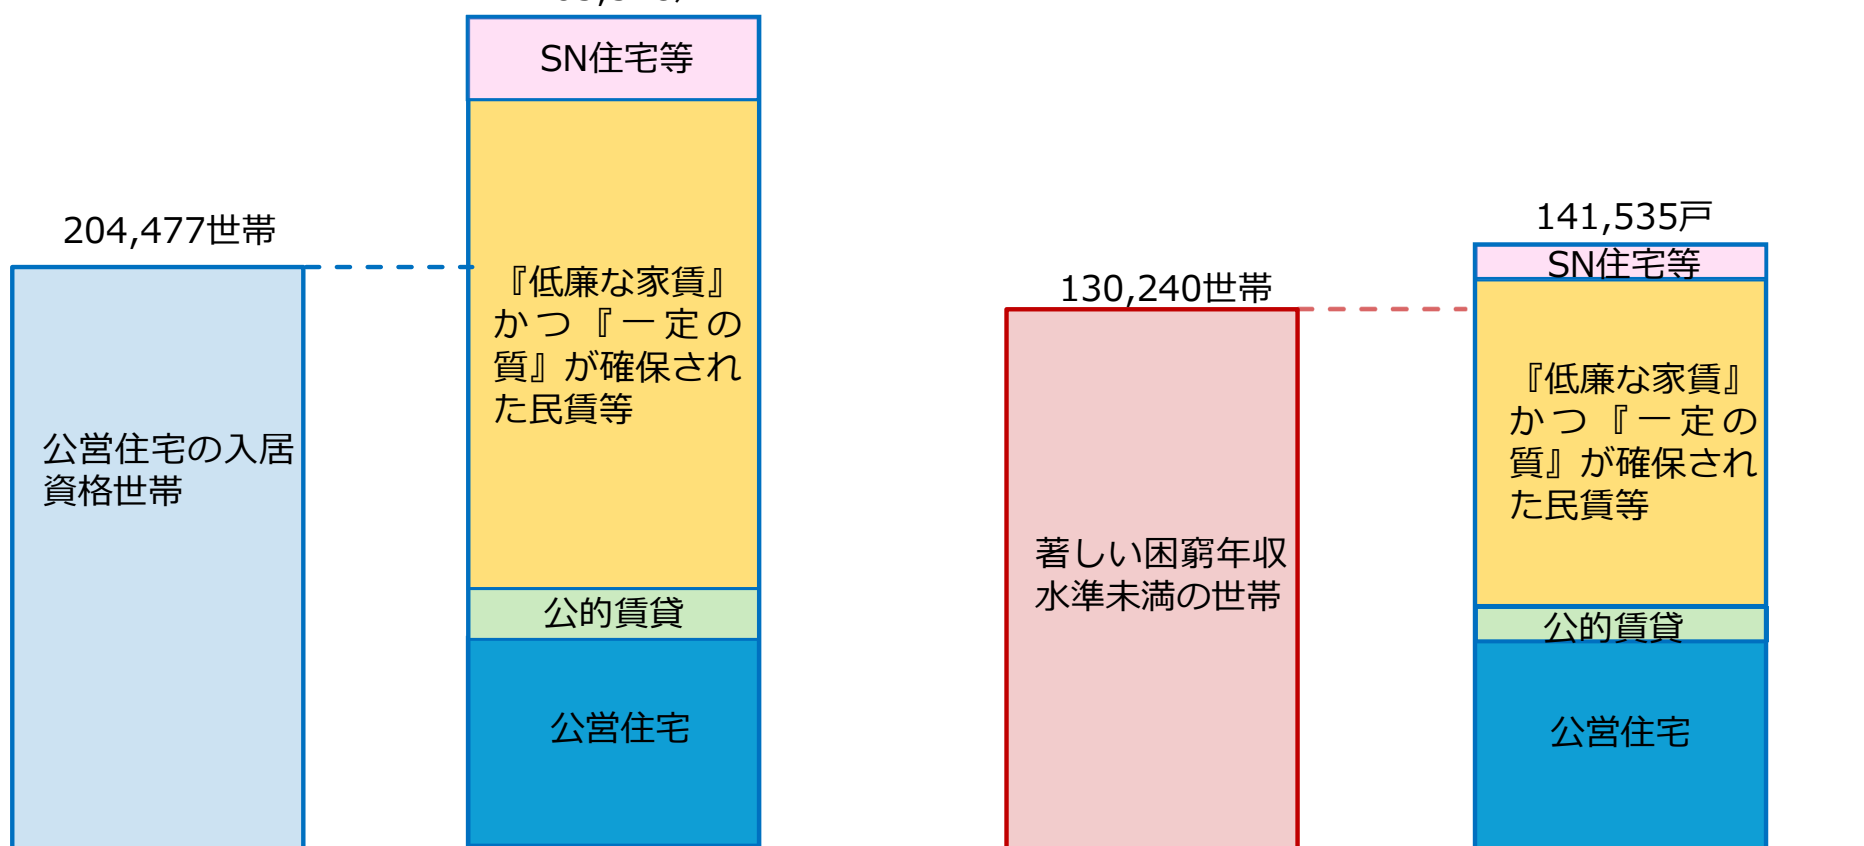 SN住宅等
204,477世帯
『低廉な家賃』
かつ『一定の
質』が確保され
た民賃等
公営住宅の入居
資格世帯
公的賃貸
公営住宅
141,535戸
SN住宅等
130,240世帯
『低廉な家賃』
かつ『一定の
質』が確保され
た民賃等
著しい困窮年収
水準未満の世帯
公的賃貸
公営住宅